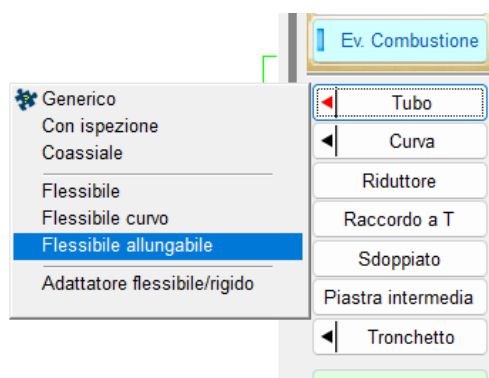 Ev. Combustione
Generico
Con ispezione
Coassiale
Flessibile
Flessibile curvo
Flessibile allungabile
Adattatore flessibile/rigido
Tubo
Curva
Riduttore
Raccordo a T
Sdoppiato
Piastra intermedia
Tronchetto